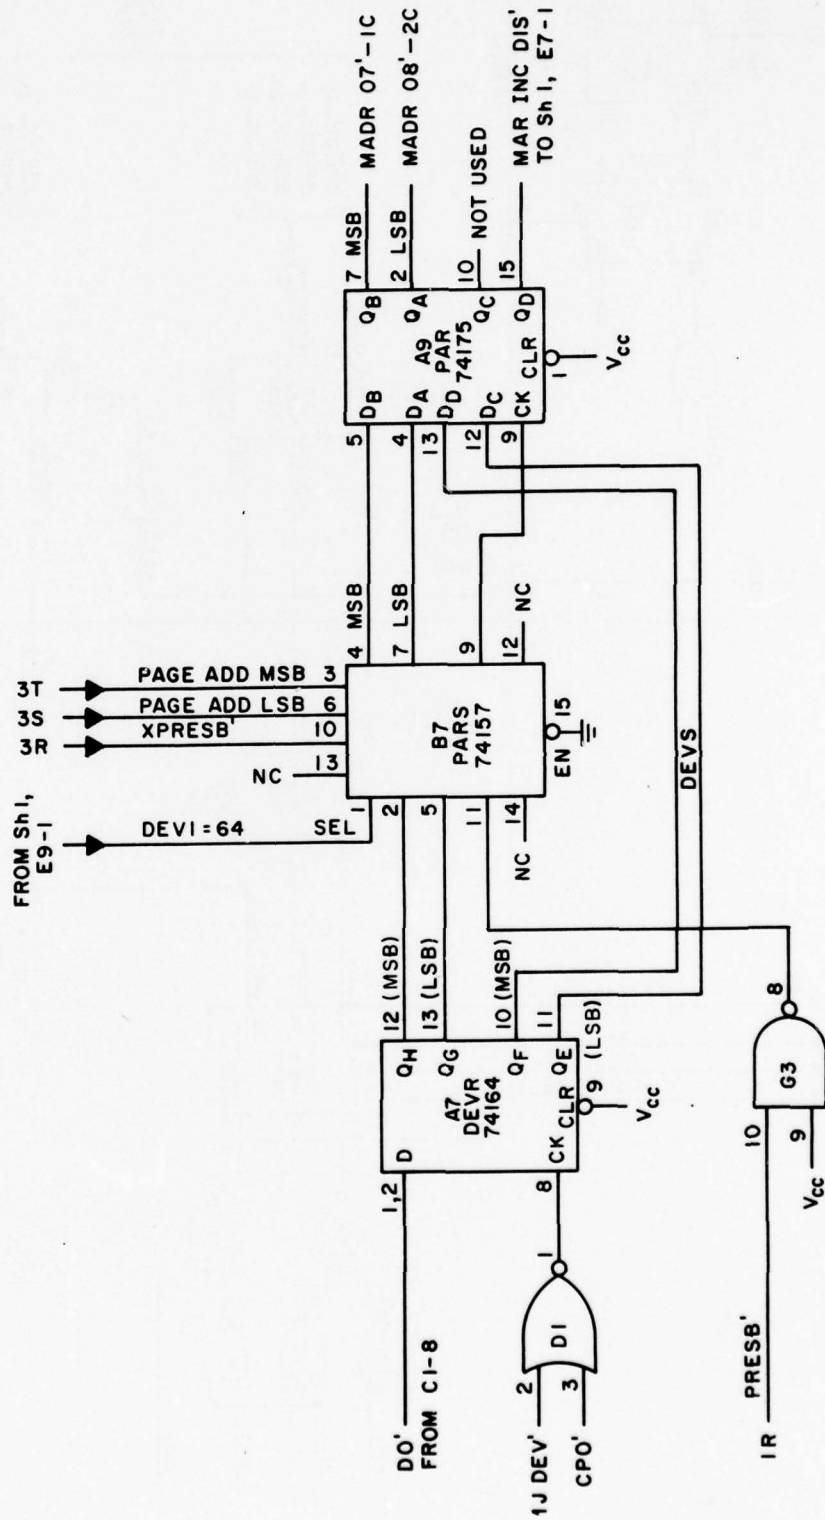 FROM Sh 1,
E9-1
3T
3S
3R
PAGE ADD MSB 3
PAGE ADD LSB 6
XPRESB' 10
NC 13
DEV1=64 SEL 1
DO'
FROM C1-8
1,2
D
A7
DEVR
74164
QH 12 (MSB)
QG 13 (LSB)
QF 10 (MSB)
QE 11
(LSB)
CK
8
CLR
9
Vcc
1J DEV' 2
CPO' 3
D1
1
2
5
11
14
NC
B7
PARS
74157
EN 15
4 MSB
7 LSB
9
12 NC
5 DB
4 DA
13 DD
12 DC
9 CK
A9
PAR
74175
CLR
1
Vcc
QB 7 MSB MADR 07'-1C
QA 2 LSB MADR 08'-2C
QC 10 NOT USED
QD 15 MAR INC DIS'
TO Sh 1, E7-1
DEVS
1R PRESB' 10
9
Vcc
G3
8